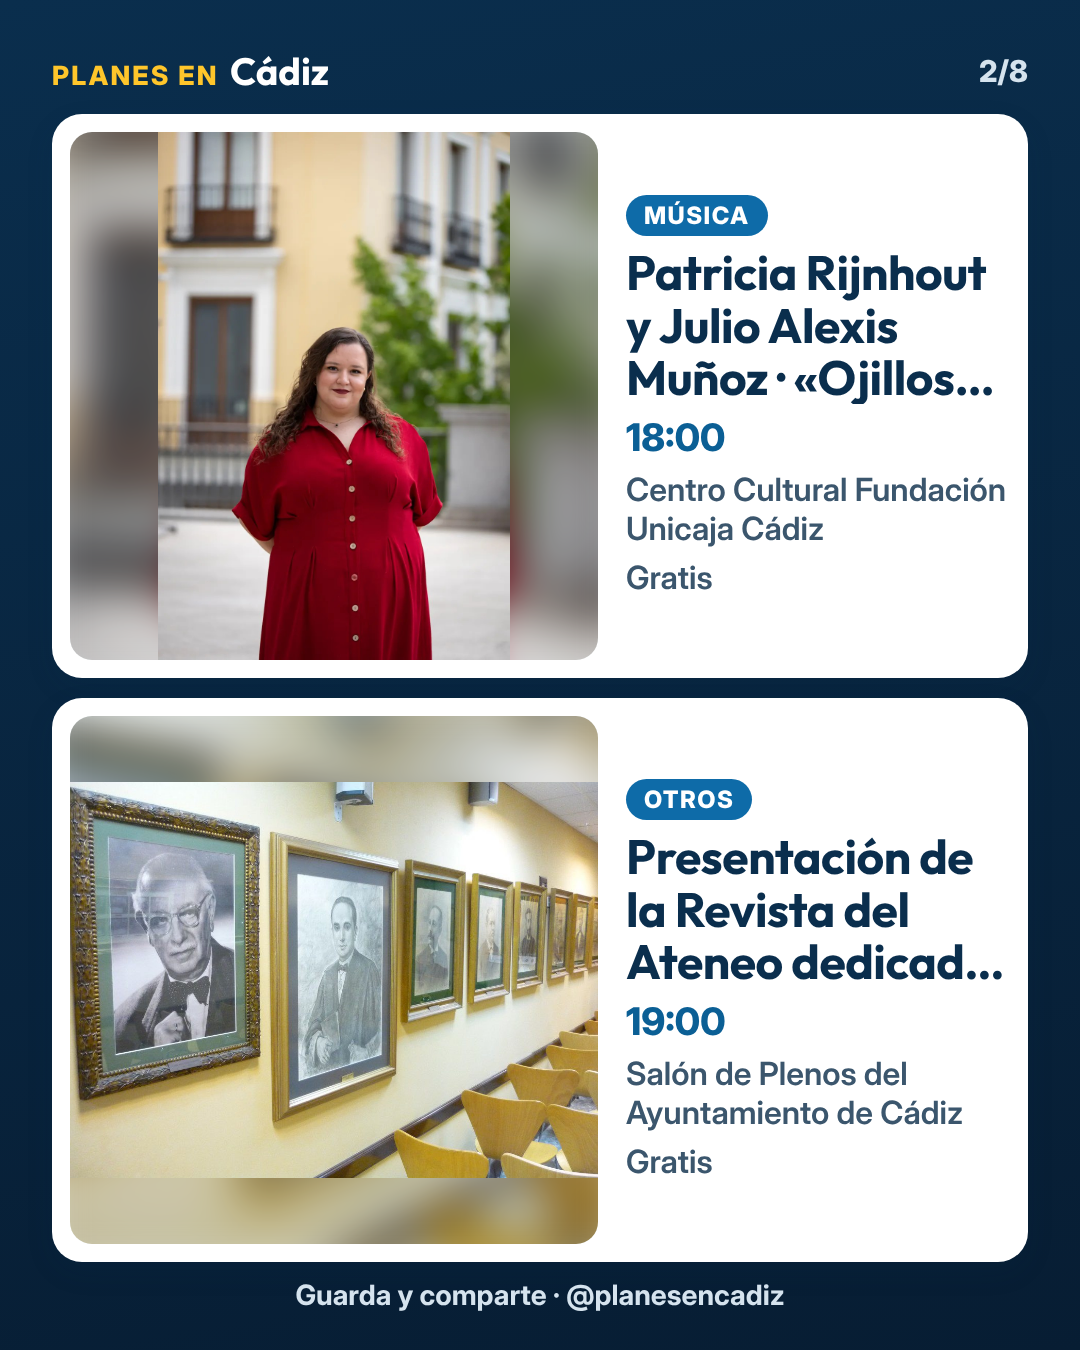 PLANES EN Cádiz
2/8
MÚSICA
Patricia Rijnhout
y Julio Alexis
Muñoz · «Ojillos...
18:00
Centro Cultural Fundación
Unicaja Cádiz
Gratis
OTROS
Presentación de
la Revista del
Ateneo dedicad...
19:00
Salón de Plenos del
Ayuntamiento de Cádiz
Gratis
Guarda y comparte · @planesencadiz